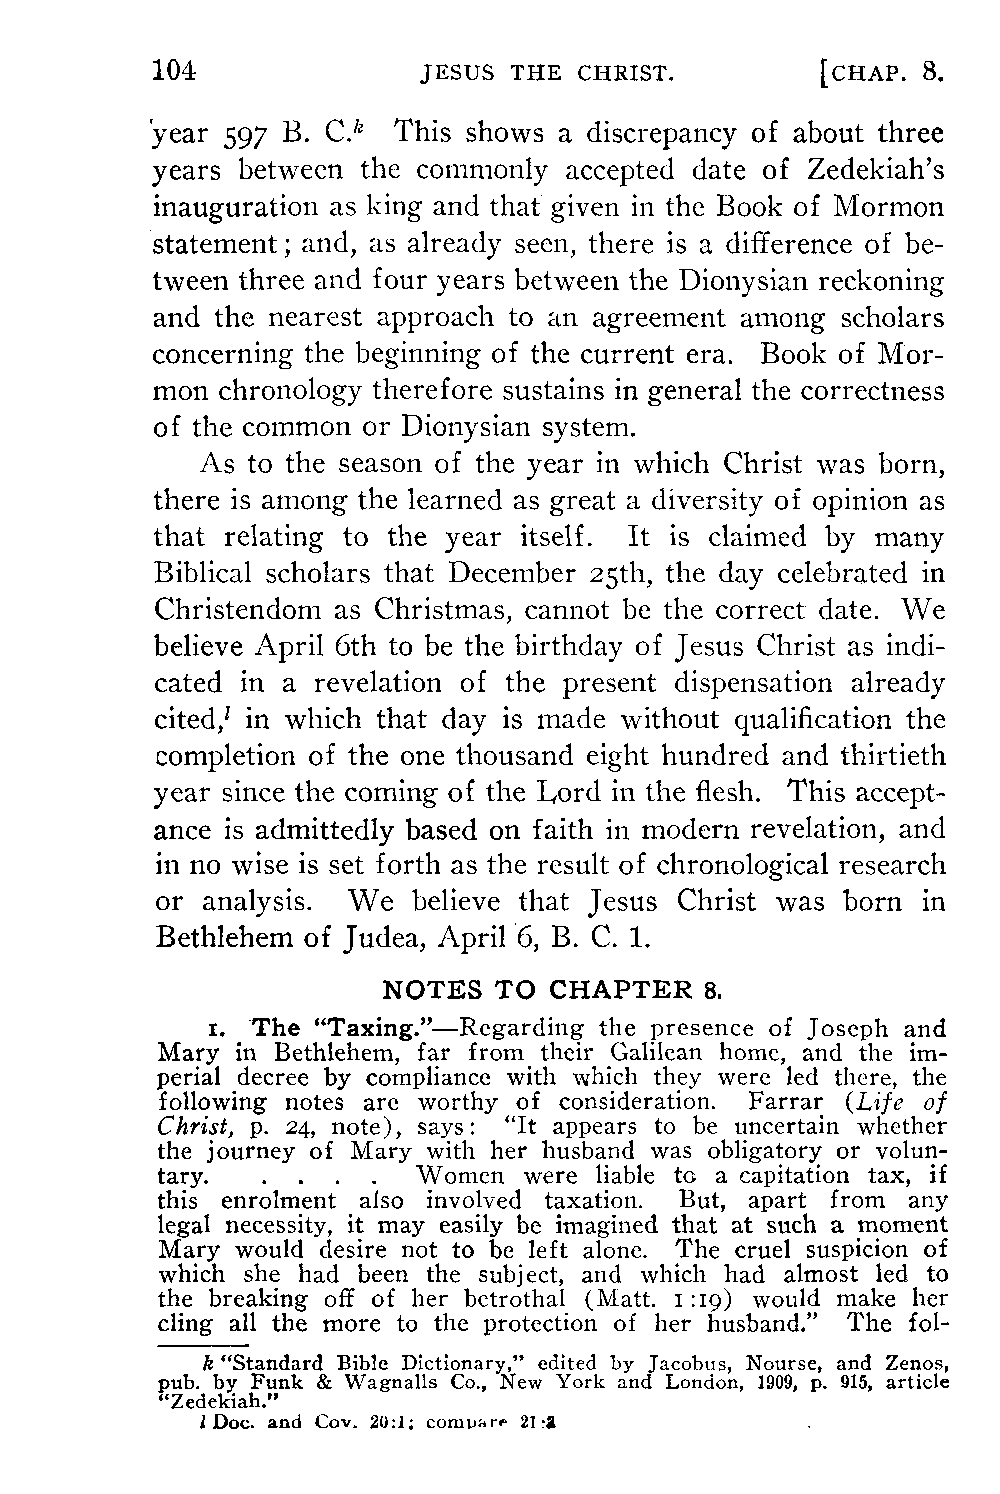 104 JESUS THE CHRIST. [CHAP. 8.
year 597 B. C.k This shows a discrepancy of about three
years between the commonly accepted date of Zedekiah's
inauguration as king and that given in the Book of Mormon
statement; and, as already seen, there is a difference of be-
tween three and four years between the Dionysian reckoning
and the nearest approach to an agreement among scholars
concerning the beginning of the current era. Book of Mor-
mon chronology therefore sustains in general the correctness
of the common or Dionysian system.
As to the season of the year in which Christ was born,
there is among the learned as great a diversity of opinion as
that relating to the year itself. It is claimed by many
Biblical scholars that December 25th, the day celebrated in
Christendom as Christmas, cannot be the correct date. We
believe April 6th to be the birthday of Jesus Christ as indi-
cated in a revelation of the present dispensation already
cited,l in which that day is made without qualification the
completion of the one thousand eight hundred and thirtieth
year since the coming of the Lord in the flesh. This accept-
ance is admittedly based on faith in modern revelation, and
in no wise is set forth as the result of chronological research
or analysis. We believe that Jesus Christ was born in
Bethlehem of Judea, April 6, B. C. 1.
NOTES TO CHAPTER 8.
1. The "Taxing."—Regarding the presence of Joseph and
Mary in Bethlehem, far from their Galilean home, and the im-
perial decree by compliance with which they were led there, the
following notes are worthy of consideration. Farrar (Life of
Christ, p. 24, note), says: "It appears to be uncertain whether
the journey of Mary with her husband was obligatory or volun-
tary. . . . . Women were liable to a capitation tax, if
this enrolment also involved taxation. But, apart from any
legal necessity, it may easily be imagined that at such a moment
Mary would desire not to be left alone. The cruel suspicion of
which she had been the subject, and which had almost led to
the breaking off of her betrothal (Matt. 1:19) would make her
cling all the more to the protection of her husband." The fol-
k "Standard Bible Dictionary," edited by Jacobus, Nourse, and Zenos,
pub. by Funk & Wagnalls Co., New York and London, 1909, p. 915, article
"Zedekiah."
l Doc. and Cov. 20:1; compare 21:3